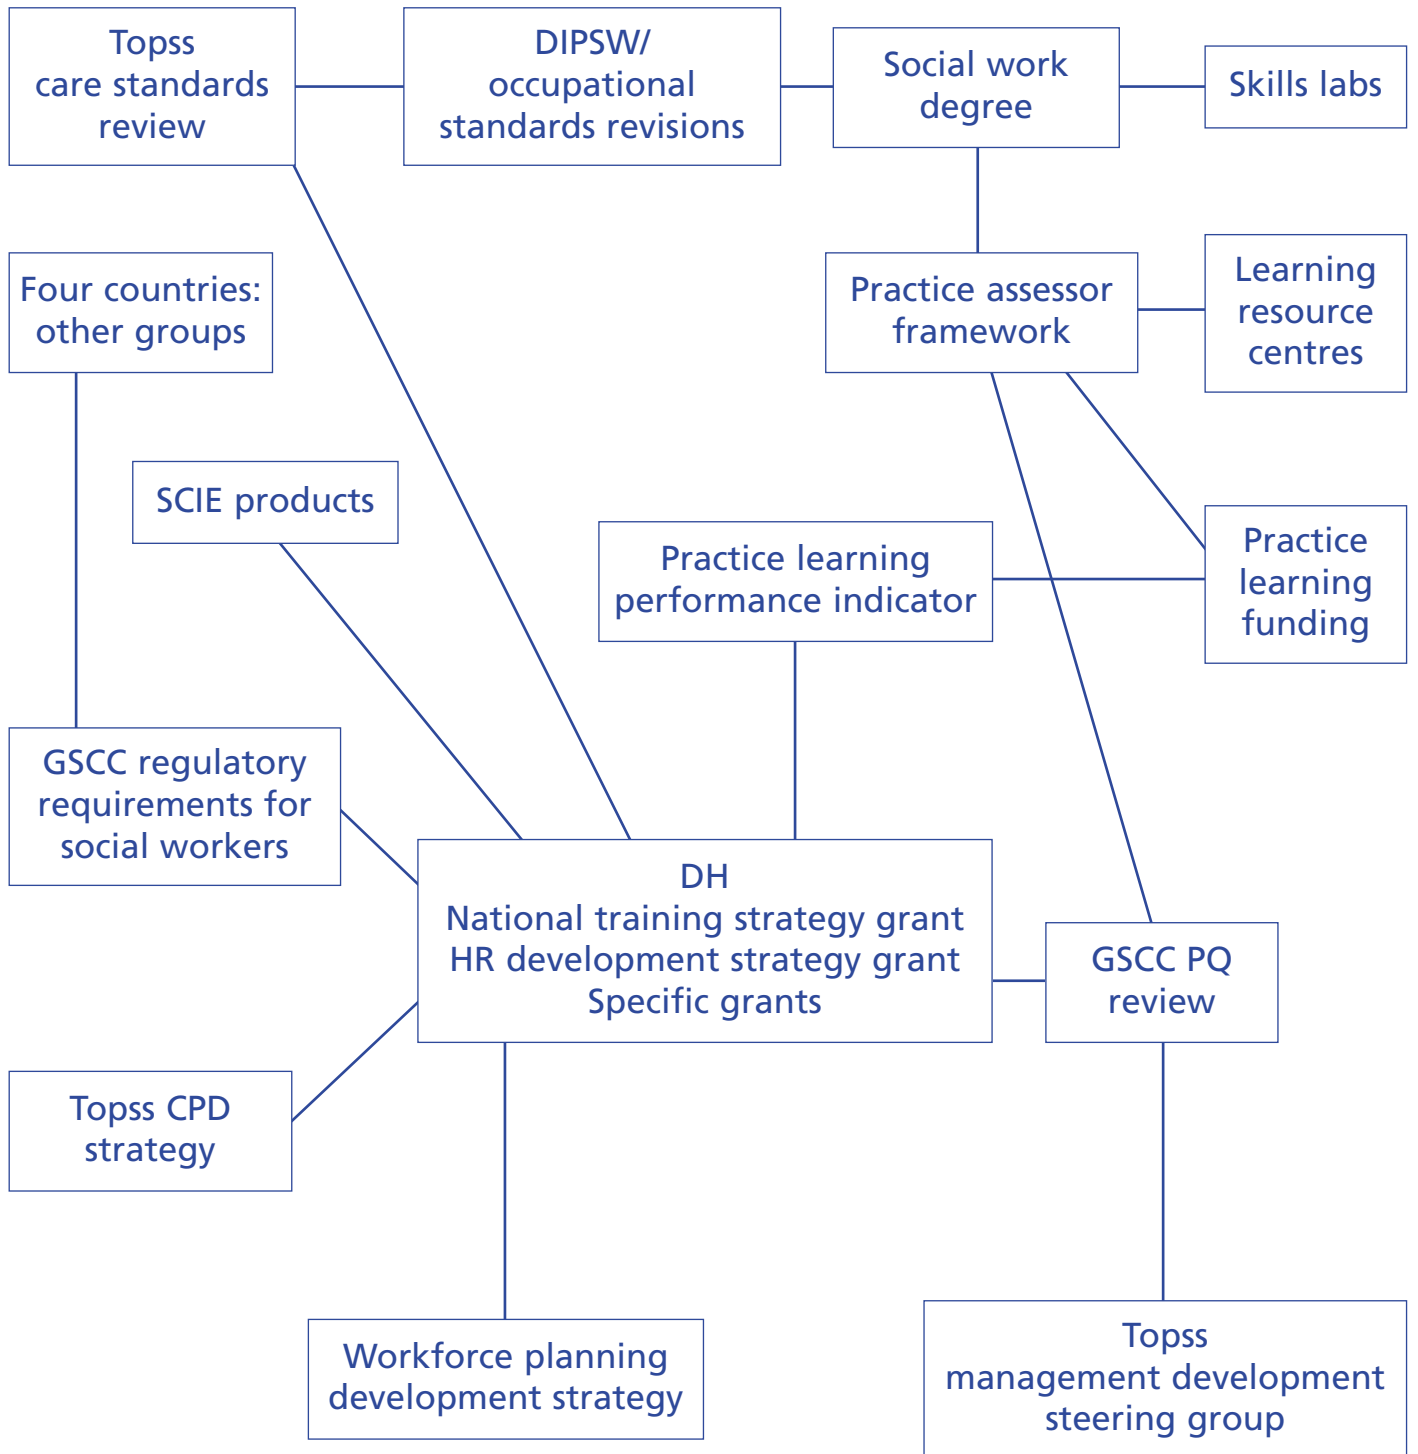 Topss
care standards
review
DIPSW/
occupational
standards revisions
Social work
degree
Skills labs
Four countries:
other groups
Practice assessor
framework
Learning
resource
centres
SCIE products
Practice learning
performance indicator
Practice
learning
funding
GSCC regulatory
requirements for
social workers
DH
National training strategy grant
HR development strategy grant
Specific grants
GSCC PQ
review
Topss CPD
strategy
Workforce planning
development strategy
Topss
management development
steering group